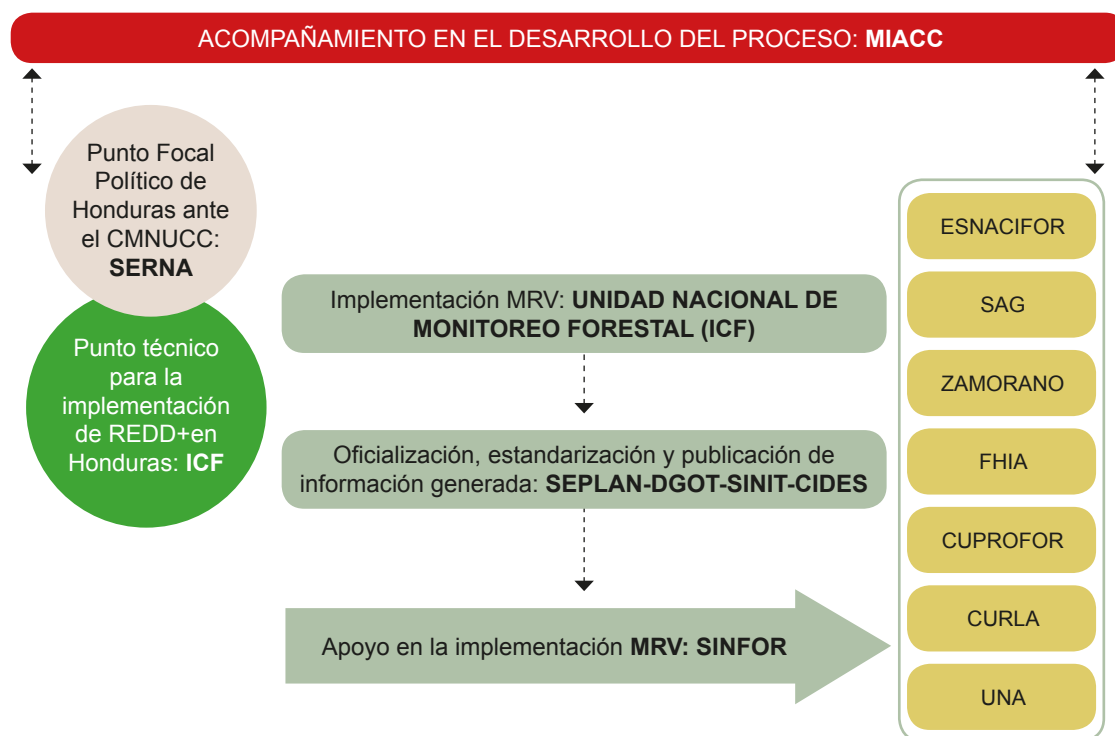 ACOMPAÑAMIENTO EN EL DESARROLLO DEL PROCESO: MIACC
Punto Focal
Político de
Honduras ante
el CMNUCC:
SERNA
Punto técnico
para la
implementación
de REDD+en
Honduras: ICF
Implementación MRV: UNIDAD NACIONAL DE
MONITOREO FORESTAL (ICF)
Oficialización, estandarización y publicación de
información generada: SEPLAN-DGOT-SINIT-CIDES
Apoyo en la implementación MRV: SINFOR
ESNACIFOR
SAG
ZAMORANO
FHIA
CUPROFOR
CURLA
UNA